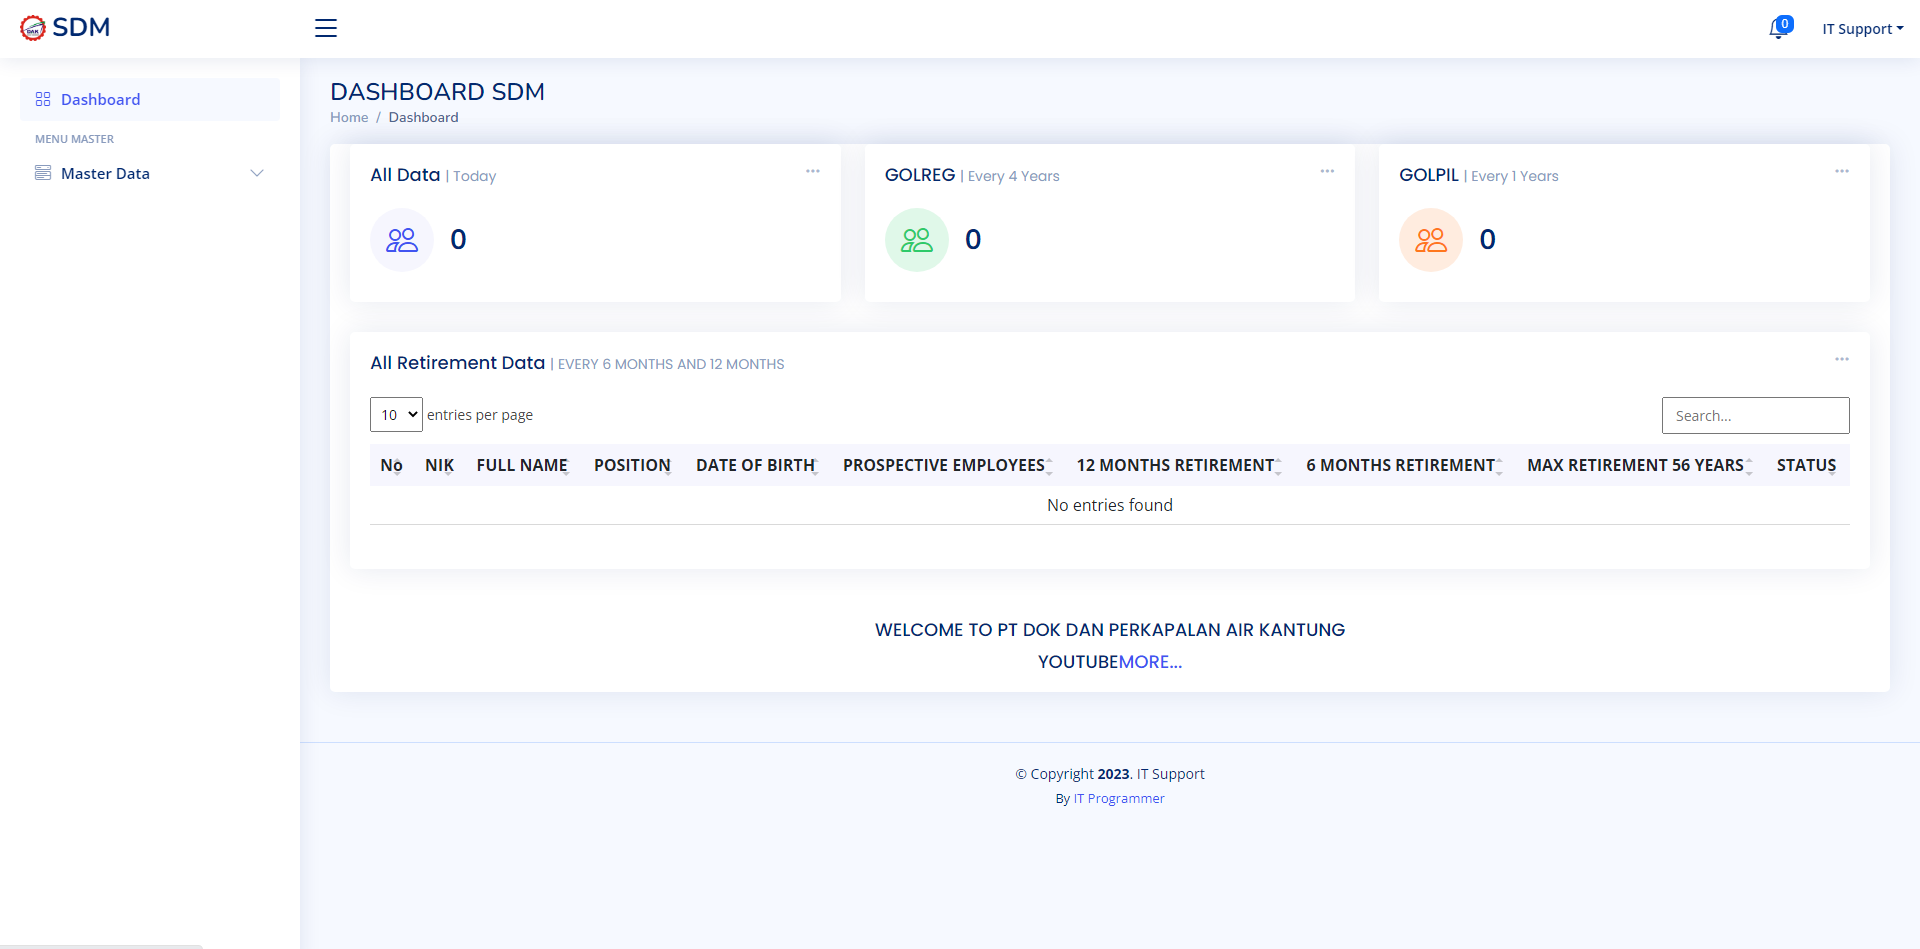 DAK SDM
0
IT Support
Dashboard
MENU MASTER
Master Data
DASHBOARD SDM
Home / Dashboard
All Data | Today
0
GOLREG | Every 4 Years
0
GOLPIL | Every 1 Years
0
All Retirement Data | EVERY 6 MONTHS AND 12 MONTHS
10 entries per page
Search...
No NIK FULL NAME POSITION DATE OF BIRTH PROSPECTIVE EMPLOYEES 12 MONTHS RETIREMENT 6 MONTHS RETIREMENT MAX RETIREMENT 56 YEARS STATUS
No entries found
WELCOME TO PT DOK DAN PERKAPALAN AIR KANTUNG
YOUTUBEMORE...
© Copyright 2023. IT Support
By IT Programmer